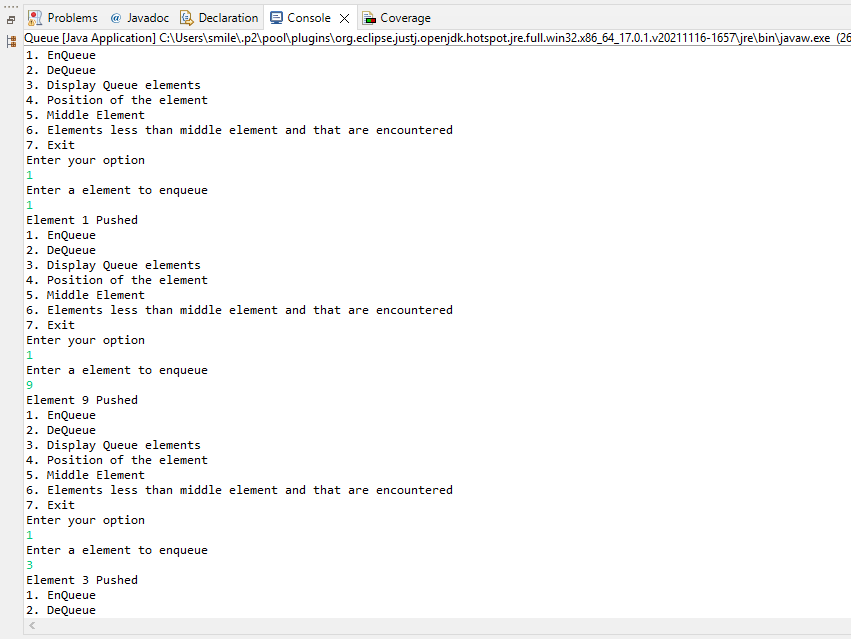 Problems @ Javadoc Declaration Console Coverage
Queue [Java Application] C:\Users\smile\.p2\pool\plugins\org.eclipse.justj.openjdk.hotspot.jre.full.win32.x86_64_17.0.1.v20211116-1657\jre\bin\javaw.exe (26
1. EnQueue
2. DeQueue
3. Display Queue elements
4. Position of the element
5. Middle Element
6. Elements less than middle element and that are encountered
7. Exit
Enter your option
1
Enter a element to enqueue
1
Element 1 Pushed
1. EnQueue
2. DeQueue
3. Display Queue elements
4. Position of the element
5. Middle Element
6. Elements less than middle element and that are encountered
7. Exit
Enter your option
1
Enter a element to enqueue
9
Element 9 Pushed
1. EnQueue
2. DeQueue
3. Display Queue elements
4. Position of the element
5. Middle Element
6. Elements less than middle element and that are encountered
7. Exit
Enter your option
1
Enter a element to enqueue
3
Element 3 Pushed
1. EnQueue
2. DeQueue